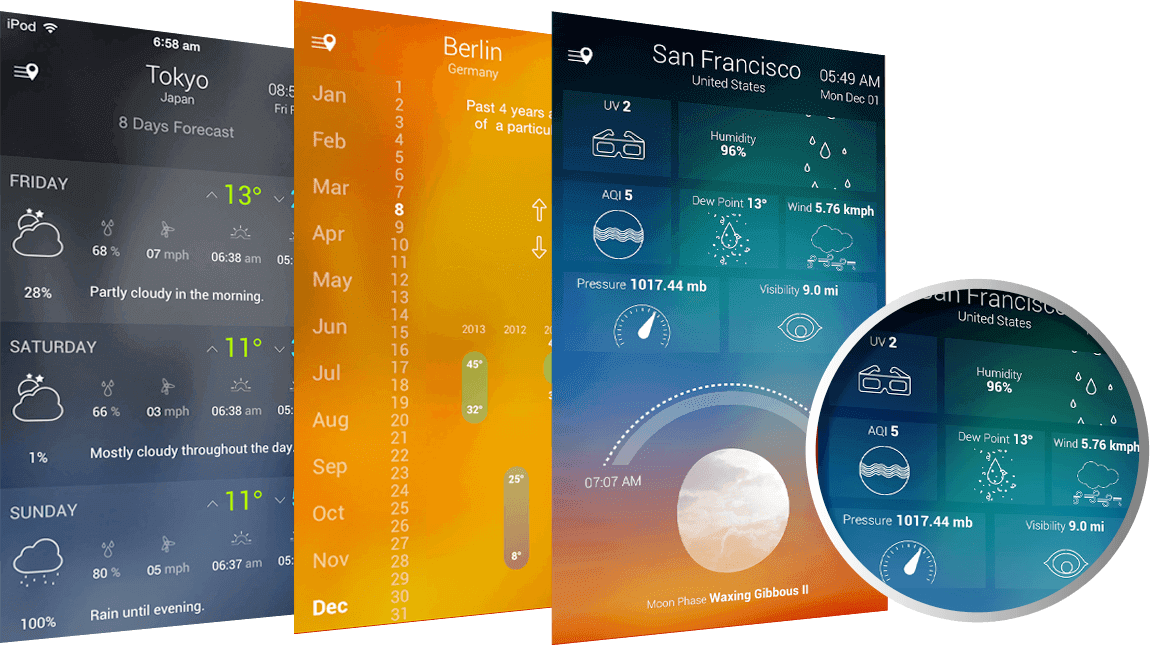 iPod
6:58 am
Tokyo
Japan
8 Days Forecast
FRIDAY
13°
68 %
07 mph
06:38 am
28%
Partly cloudy in the morning.
SATURDAY
11°
66 %
03 mph
06:38 am
1%
Mostly cloudy throughout the day.
SUNDAY
11°
80 %
05 mph
06:37 am
100%
Rain until evening.
Berlin
Germany
Past 4 years
of a
Jan
Feb
Mar
Apr
May
Jun
Jul
Aug
Sep
Oct
Nov
Dec
1
2
3
4
5
6
7
8
9
10
11
12
13
14
15
16
17
18
19
20
21
22
23
24
25
26
27
28
29
30
31
2013
2012
45°
32°
25°
8°
San Francisco
United States
05:49 AM
Mon Dec 01
UV 2
Humidity
96%
AQI 5
Dew Point 13°
Wind 5.76 kmph
Pressure 1017.44 mb
Visibility 9.0 mi
07:07 AM
Moon Phase Waxing Gibbous II
San Francisco
United States
UV 2
Humidity
96%
AQI 5
Dew Point 13°
Wind 5.76 kmph
Pressure 1017.44 mb
Visibility 9.0 mi